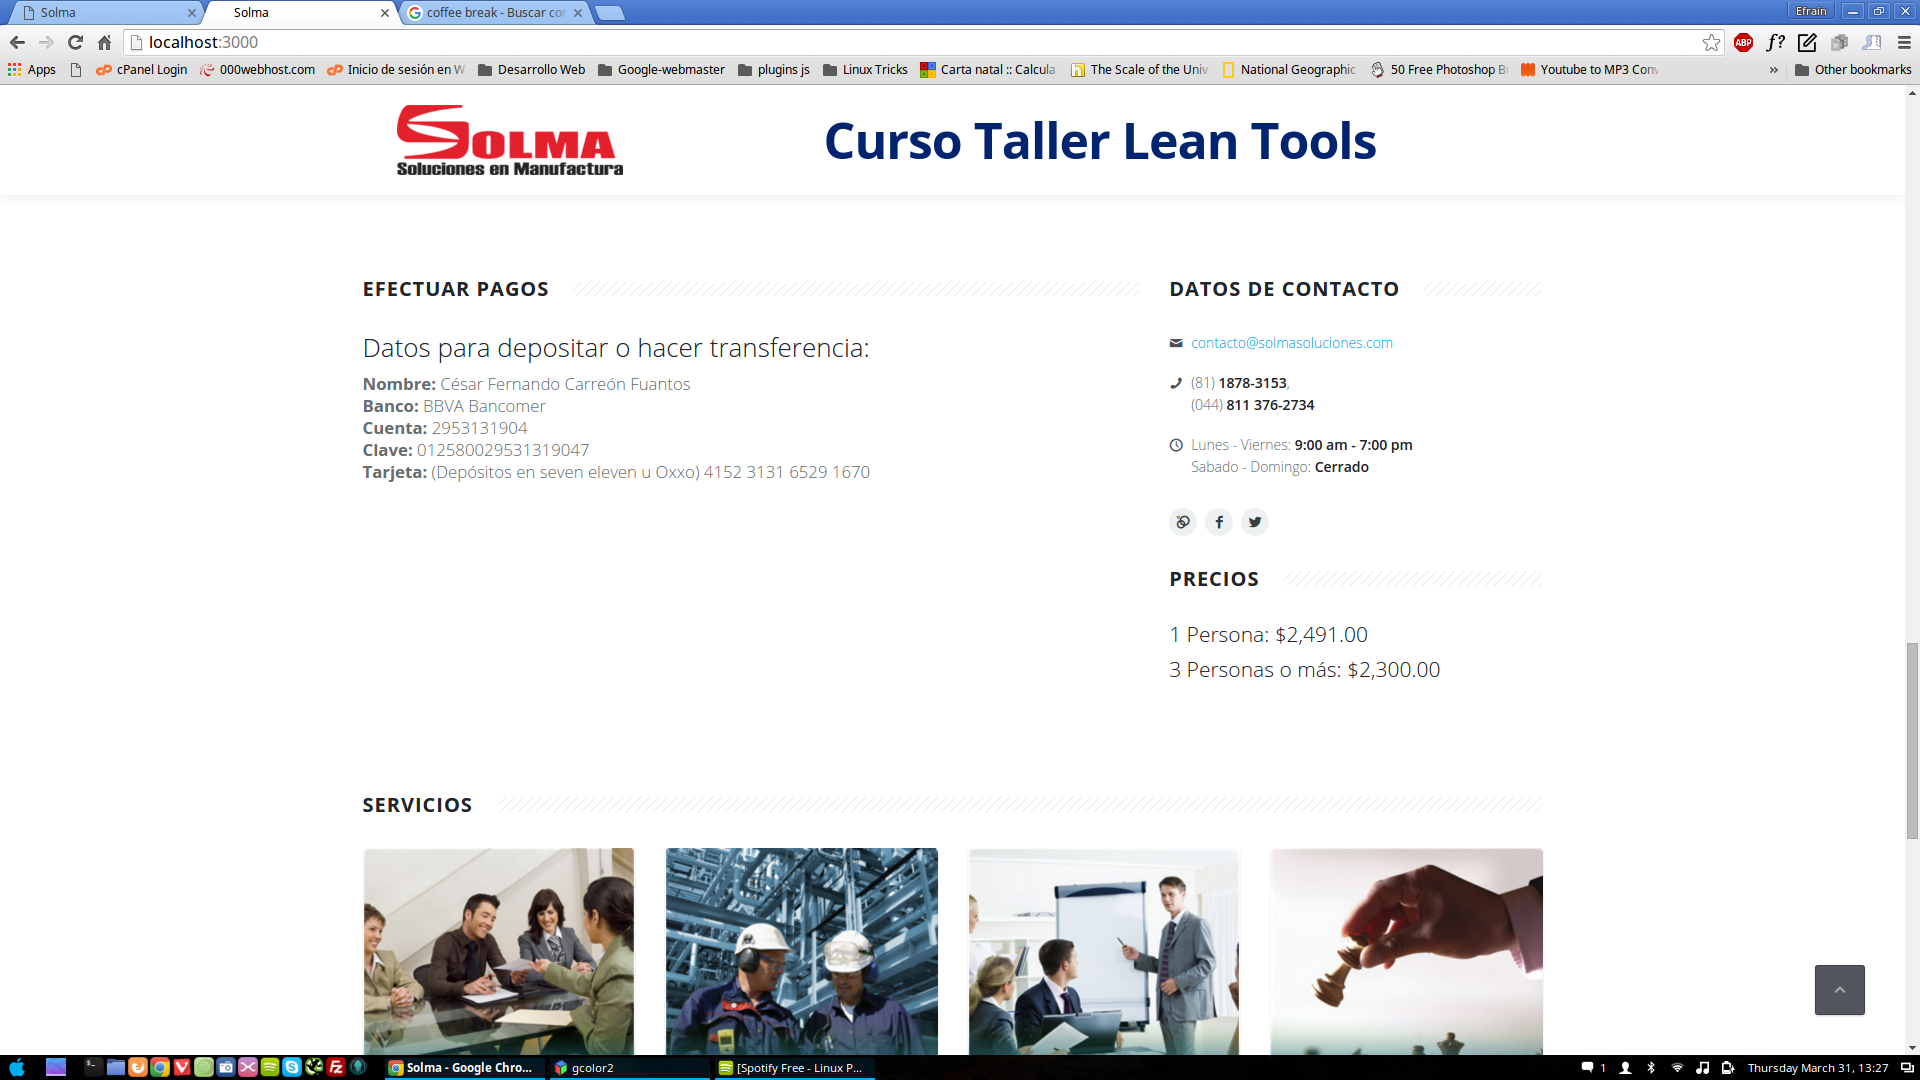 Solma
Solma
coffee break - Buscar co
Efraín
localhost:3000
ABP
f?
Apps
cPanel Login
000webhost.com
Inicio de sesión en W
Desarrollo Web
Google-webmaster
plugins js
Linux Tricks
Carta natal :: Calcula
The Scale of the Univ
National Geographic
50 Free Photoshop B
Youtube to MP3 Conv
»
Other bookmarks
SOLMA
Soluciones en Manufactura
Curso Taller Lean Tools
EFECTUAR PAGOS
Datos para depositar o hacer transferencia:
Nombre: César Fernando Carreón Fuantos
Banco: BBVA Bancomer
Cuenta: 2953131904
Clave: 012580029531319047
Tarjeta: (Depósitos en seven eleven u Oxxo) 4152 3131 6529 1670
DATOS DE CONTACTO
contacto@solmasoluciones.com
(81) 1878-3153,
(044) 811 376-2734
Lunes - Viernes: 9:00 am - 7:00 pm
Sabado - Domingo: Cerrado
PRECIOS
1 Persona: $2,491.00
3 Personas o más: $2,300.00
SERVICIOS
Solma - Google Chro...
gcolor2
[Spotify Free - Linux P...
1
Thursday March 31, 13:27